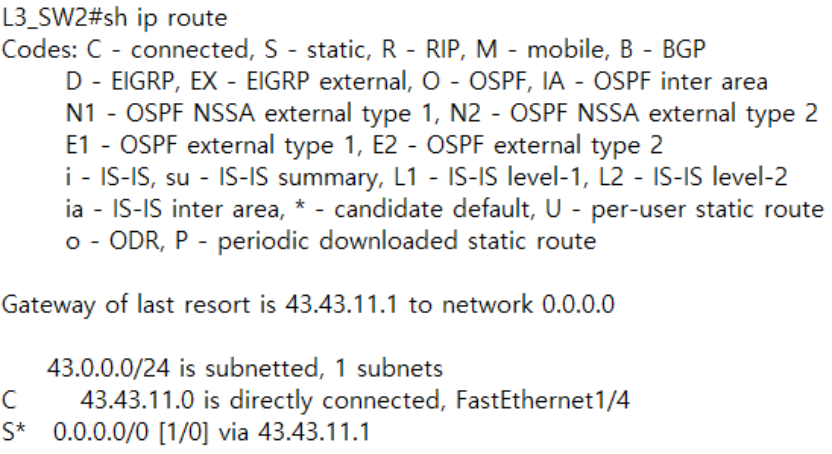 L3_SW2#sh ip route
Codes: C - connected, S - static, R - RIP, M - mobile, B - BGP
D - EIGRP, EX - EIGRP external, O - OSPF, IA - OSPF inter area
N1 - OSPF NSSA external type 1, N2 - OSPF NSSA external type 2
E1 - OSPF external type 1, E2 - OSPF external type 2
i - IS-IS, su - IS-IS summary, L1 - IS-IS level-1, L2 - IS-IS level-2
ia - IS-IS inter area, * - candidate default, U - per-user static route
o - ODR, P - periodic downloaded static route
Gateway of last resort is 43.43.11.1 to network 0.0.0.0
43.0.0.0/24 is subnetted, 1 subnets
C 43.43.11.0 is directly connected, FastEthernet1/4
S* 0.0.0.0/0 [1/0] via 43.43.11.1